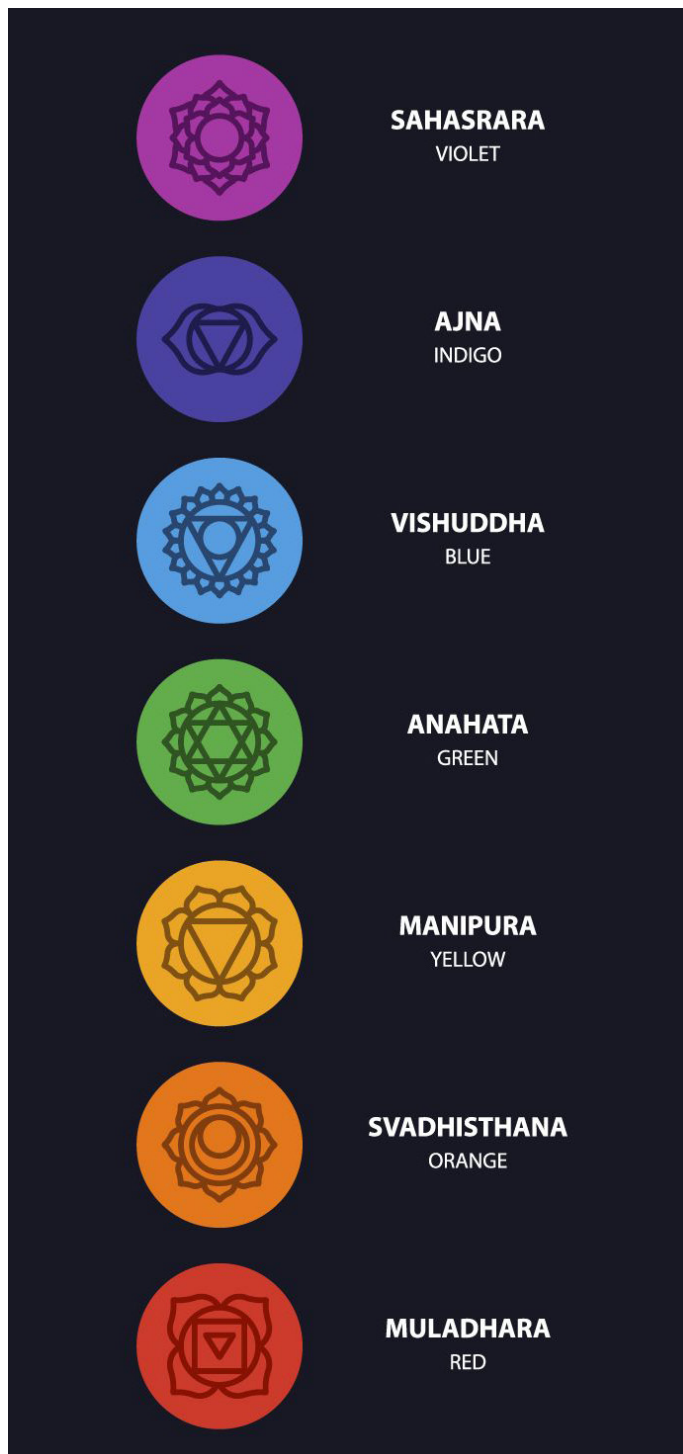 SAHASRARA
VIOLET
AJNA
INDIGO
VISHUDDHA
BLUE
ANAHATA
GREEN
MANIPURA
YELLOW
SVADHISTHANA
ORANGE
MULADHARA
RED